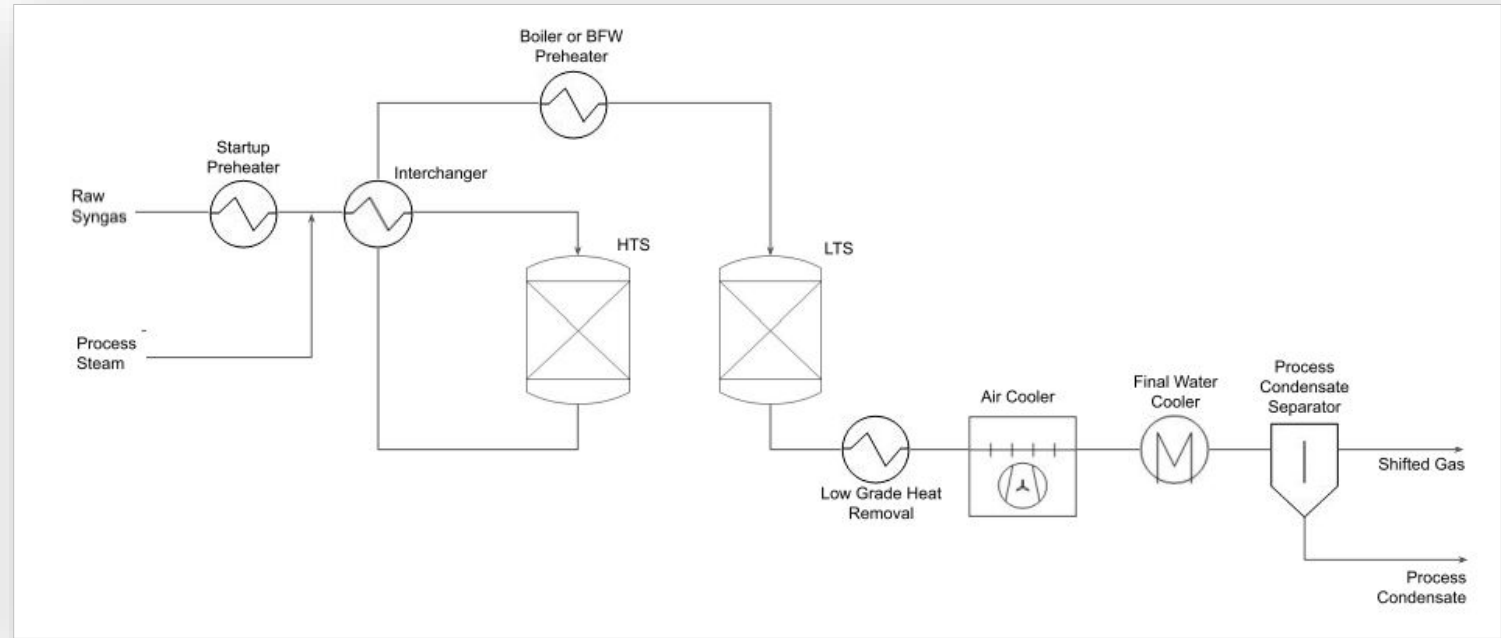 Boiler or BFW
Preheater
Startup
Preheater
Interchanger
Raw
Syngas
HTS
LTS
Process
Steam
Process
Condensate
Separator
Final Water
Cooler
Air Cooler
Shifted Gas
Low Grade Heat
Removal
Process
Condensate